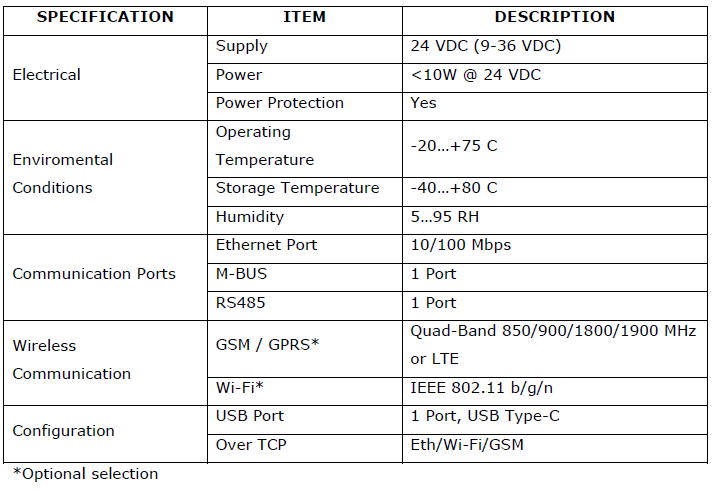 SPECIFICATION ITEM DESCRIPTION
Electrical
Supply 24 VDC (9-36 VDC)
Power <10W @ 24 VDC
Power Protection Yes
Enviromental
Conditions
Operating
Temperature
-20…+75 C
Storage Temperature -40…+80 C
Humidity 5…95 RH
Communication Ports
Ethernet Port 10/100 Mbps
M-BUS 1 Port
RS485 1 Port
Wireless
Communication
GSM / GPRS*
Quad-Band 850/900/1800/1900 MHz
or LTE
Wi-Fi* IEEE 802.11 b/g/n
Configuration
USB Port 1 Port, USB Type-C
Over TCP Eth/Wi-Fi/GSM
*Optional selection